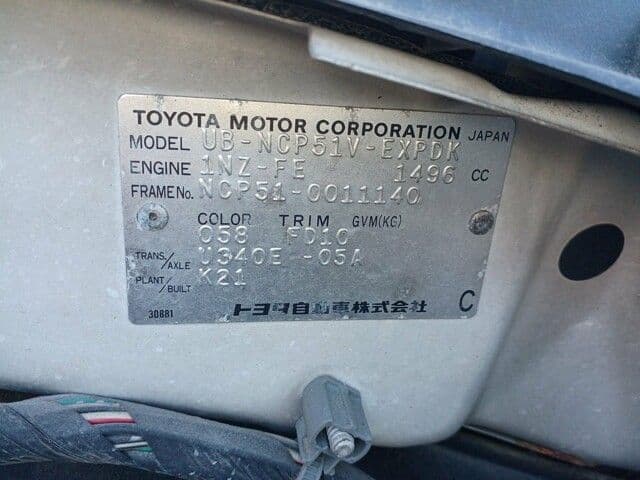 TOYOTA MOTOR CORPORATION JAPAN
MODEL UB-NCP51V-EXPDK
ENGINE 1NZ-FE 1496 CC
FRAME No. NCP51-0011140
COLOR TRIM GVM(KG)
058 FD10
TRANS./AXLE U340E -05A
PLANT/BUILT K21
30881 トヨタ自動車株式会社 C